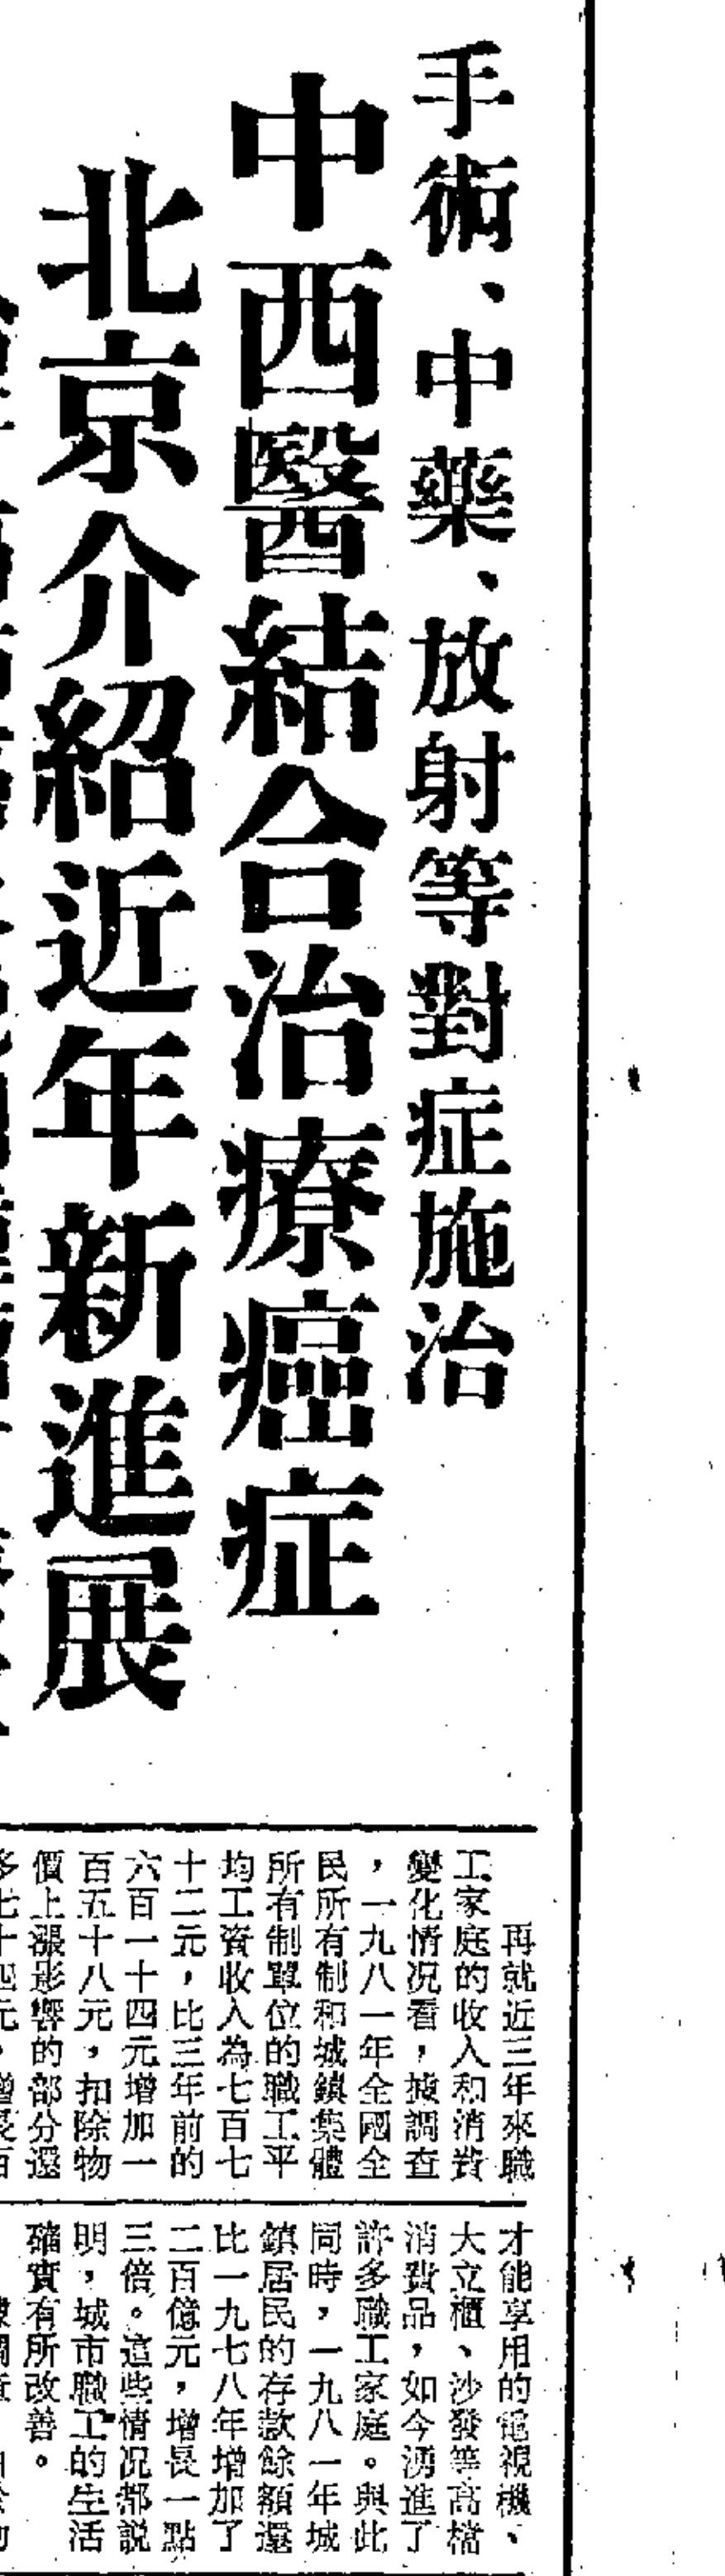 手術、中藥、放射等對症施治
中西醫結合治療癌症
北京介紹近年新進展
再就近三年來職
工家庭的收入和消費
變化情况看，據調查
，一九八一年全國全
民所有制和城鎮集體
所有制單位的職工平
均工資收入為七百七
十二元，比三年前的
六百一十四元增加一
百五十八元，扣除物
價上漲影響的部分還
才能享用的電視機、
大立櫃、沙發等高檔
消費品，如今湧進了
許多職工家庭。與此
同時，一九八一年城
鎮居民的存款餘額還
比一九七八年增加了
二百億元，增長一點
三倍。這些情况都説
明，城市職工的生活
確實有所改善。